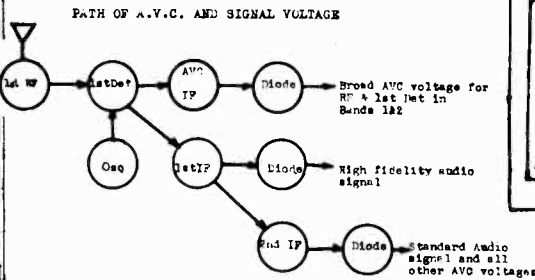 PATH OF A.V.C. AND SIGNAL VOLTAGE
1st RF
1stDet
AVC
IF
Diode
Broad AVC voltage for
RF & 1st Det in
Bands 1&2
Osc
1stIF
Diode
High fidelity audio
signal
2nd IF
Diode
Standard Audio
signal and all
other AVC voltages